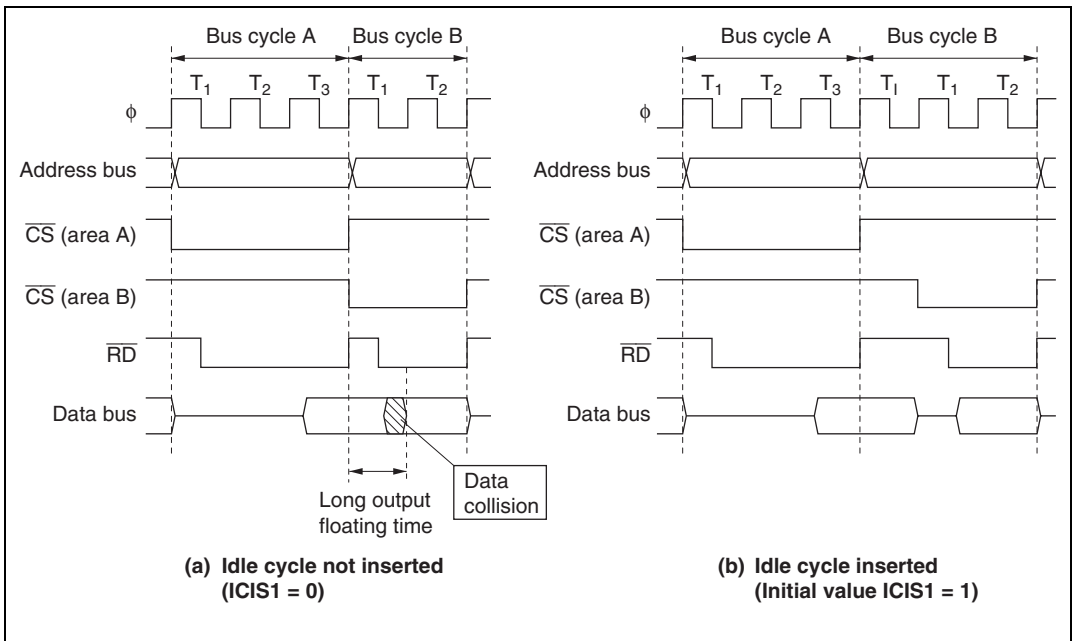 Bus cycle A
Bus cycle B
T1 T2 T3 T1 T2
ϕ
Address bus
CS (area A)
CS (area B)
RD
Data bus
Long output
floating time
Data
collision
(a) Idle cycle not inserted
(ICIS1 = 0)
Bus cycle A
Bus cycle B
T1 T2 T3 TI T1 T2
ϕ
Address bus
CS (area A)
CS (area B)
RD
Data bus
(b) Idle cycle inserted
(Initial value ICIS1 = 1)